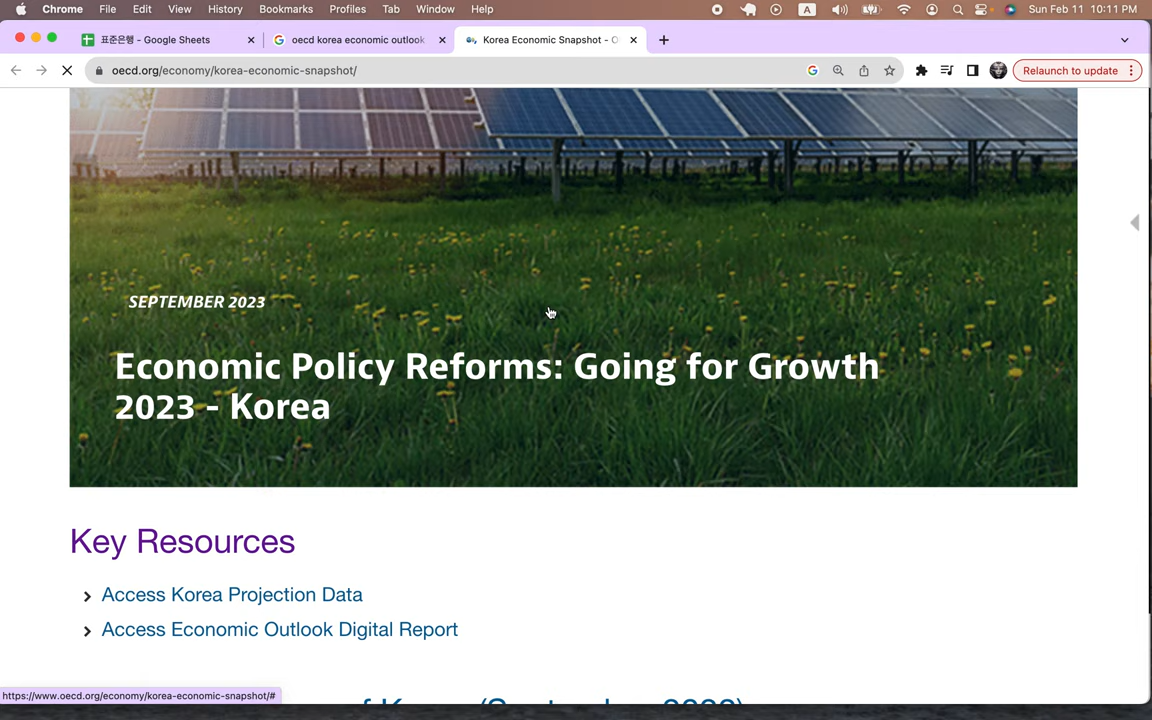 Chrome File Edit View History Bookmarks Profiles Tab Window Help A Sun Feb 11 10:11 PM
표준은행 - Google Sheets oecd korea economic outlook Korea Economic Snapshot - O
oecd.org/economy/korea-economic-snapshot/ Relaunch to update
SEPTEMBER 2023
Economic Policy Reforms: Going for Growth
2023 - Korea
Key Resources
Access Korea Projection Data
Access Economic Outlook Digital Report
https://www.oecd.org/economy/korea-economic-snapshot/#